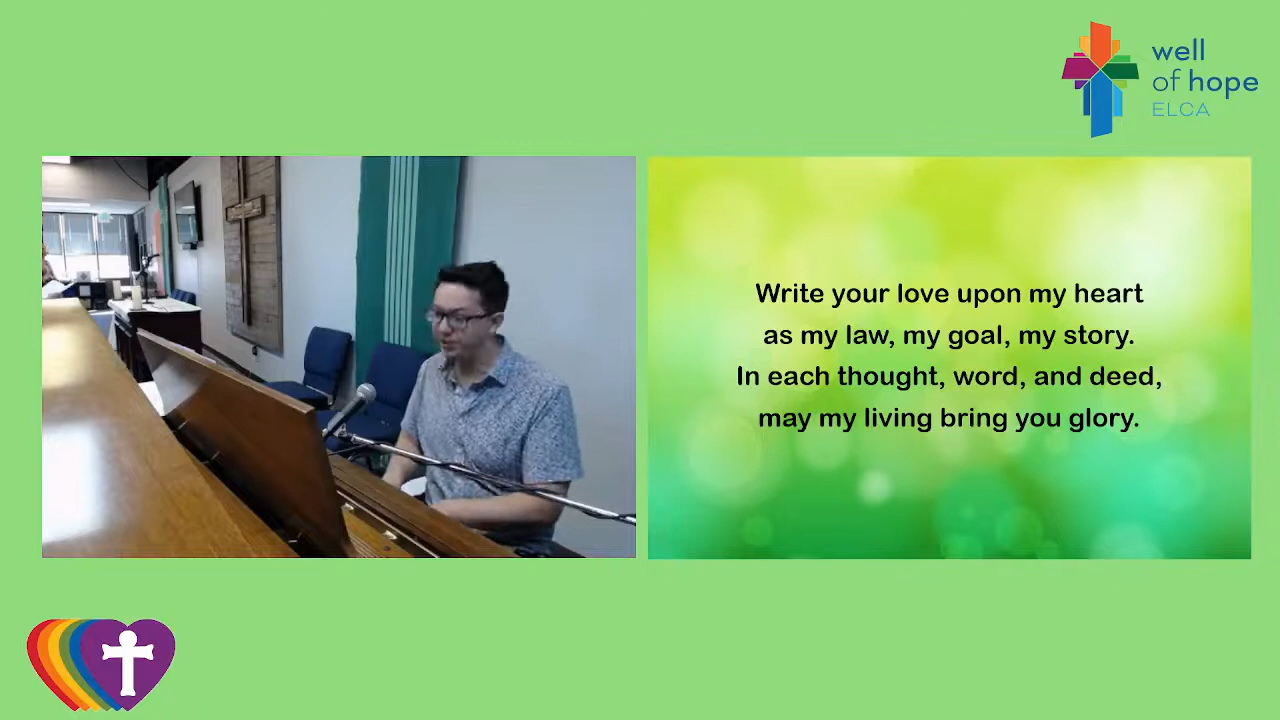 well
of hope
ELCA
Write your love upon my heart
as my law, my goal, my story.
In each thought, word, and deed,
may my living bring you glory.